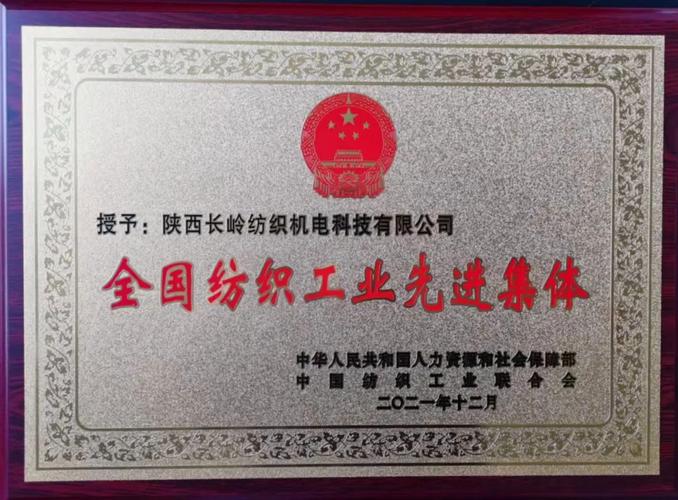 授予：陕西长岭纺织机电科技有限公司
全国纺织工业先进集体
中华人民共和国人力资源和社会保障部
中国纺织工业联合会
二〇二一年十二月